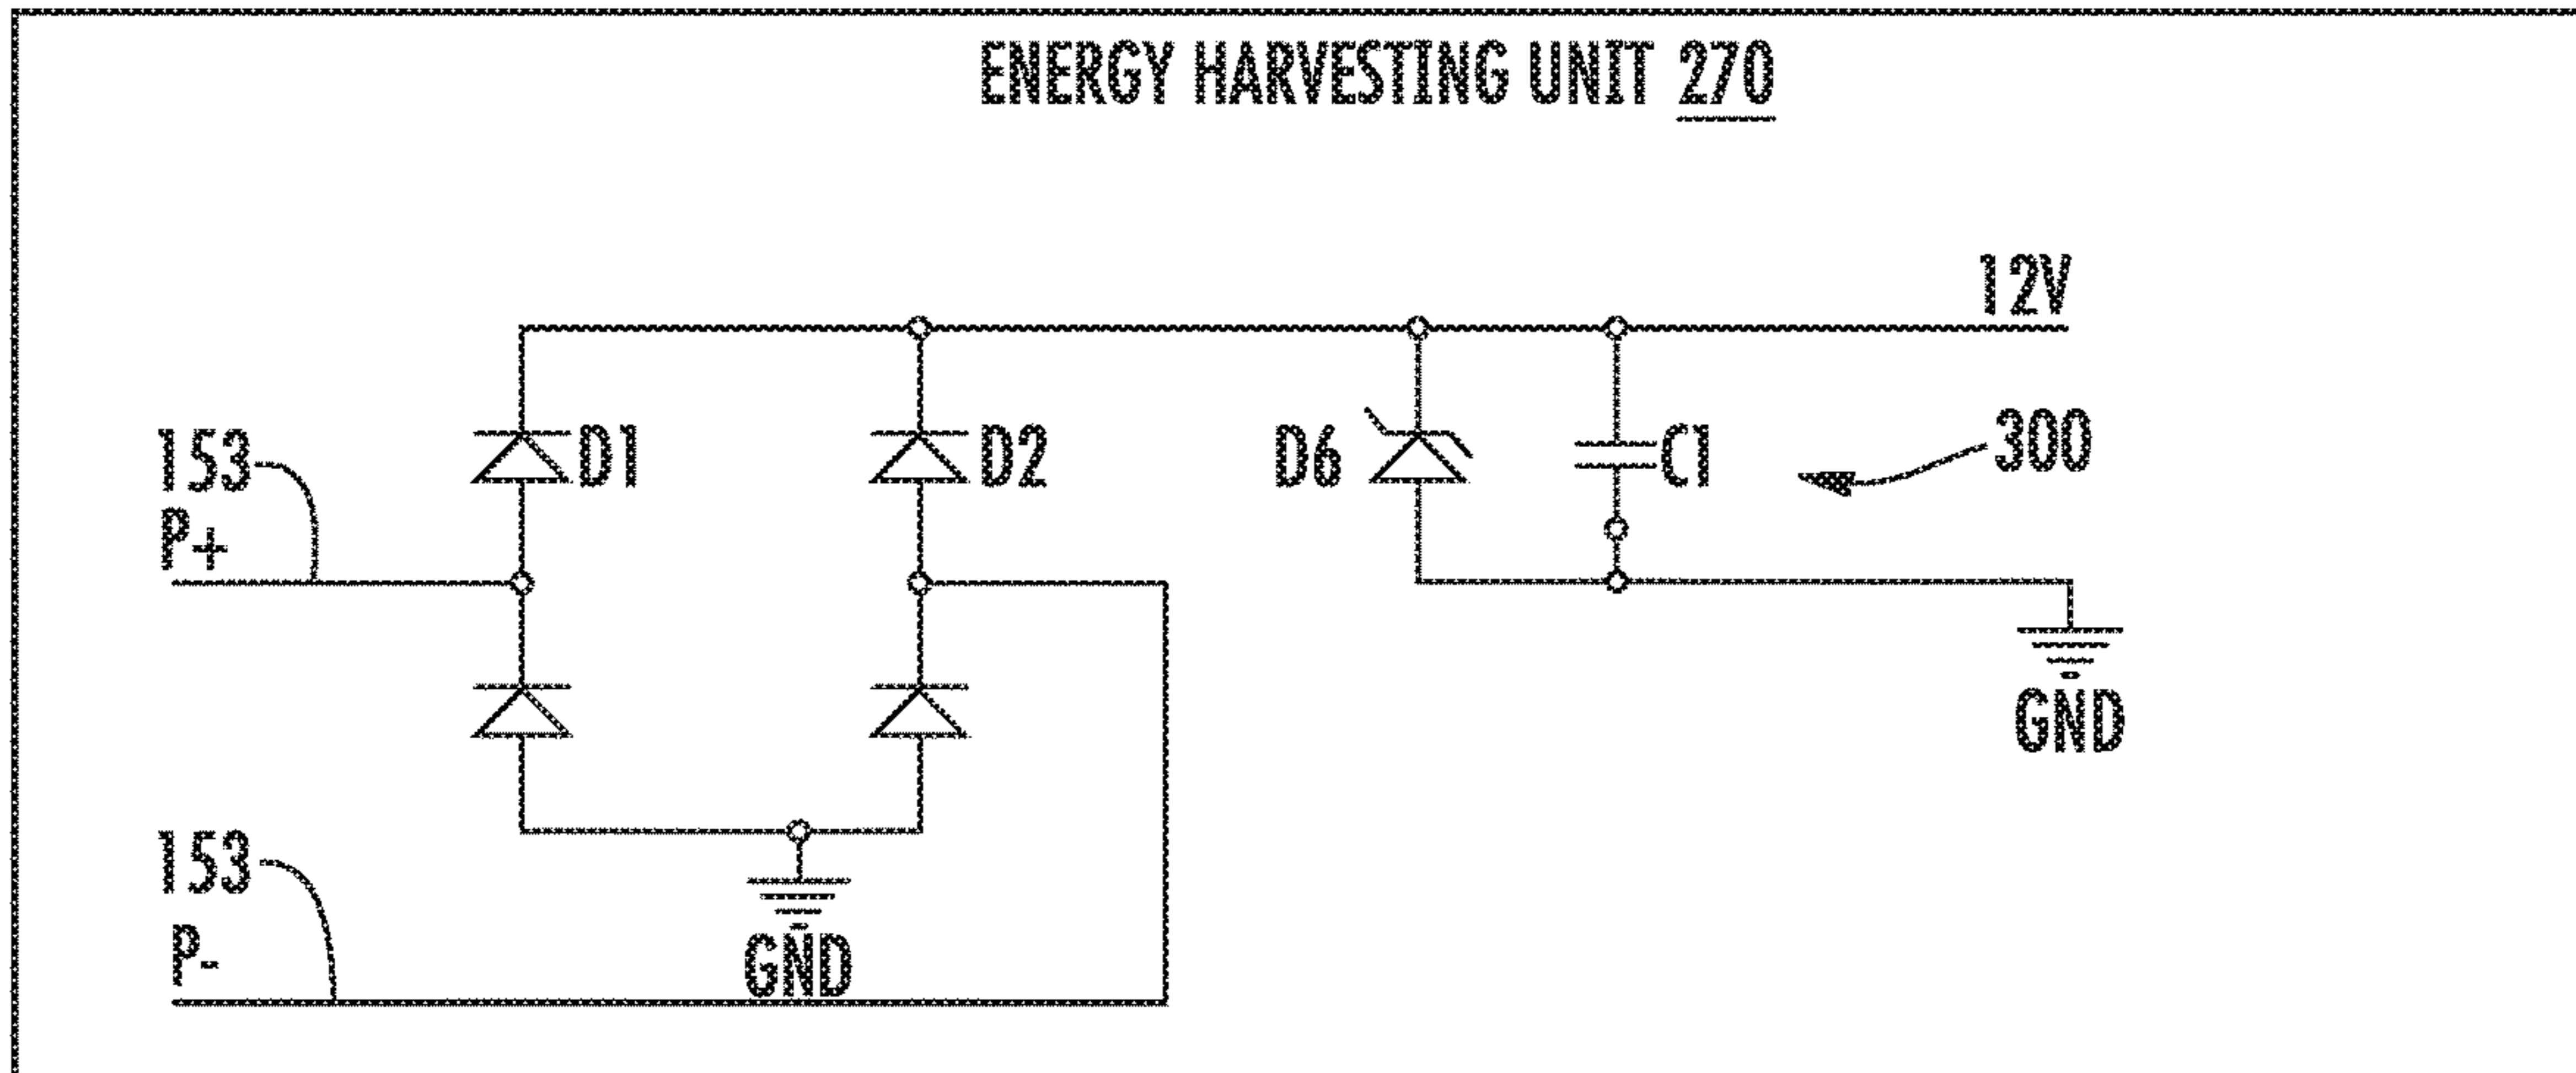 ENERGY HARVESTING UNIT 270
12V
153 D1 D2 D6 C1 300
P+
GND
153
P-
GND